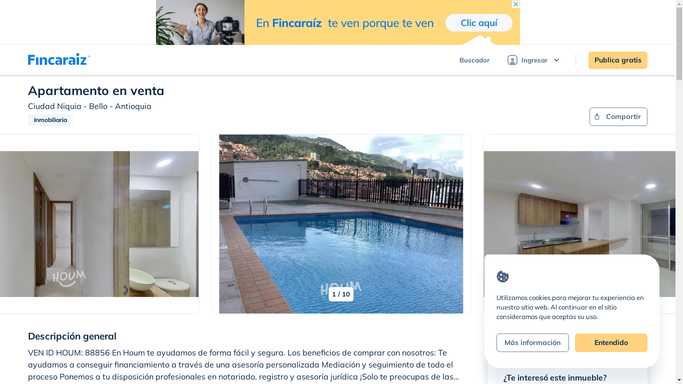 En Fincaraíz te ven porque te ven
Clic aquí
Fincaraíz
Buscador
Ingresar
Publica gratis
Apartamento en venta
Ciudad Niquia - Bello - Antioquia
Inmobiliaria
Compartir
HOUM
HOUM
1 / 10
Utilizamos cookies para mejorar tu experiencia en
nuestro sitio web. Al continuar en el sitio
consideramos que aceptas su uso.
Más información
Entendido
Descripción general
VEN ID HOUM: 88856 En Houm te ayudamos de forma fácil y segura. Los beneficios de comprar con nosotros: Te
ayudamos a conseguir financiamiento a través de una asesoría personalizada Mediación y seguimiento de todo el
proceso Ponemos a tu disposición profesionales en notariado, registro y asesoría jurídica ¡Solo te preocupas de las...
¿Te interesó este inmueble?